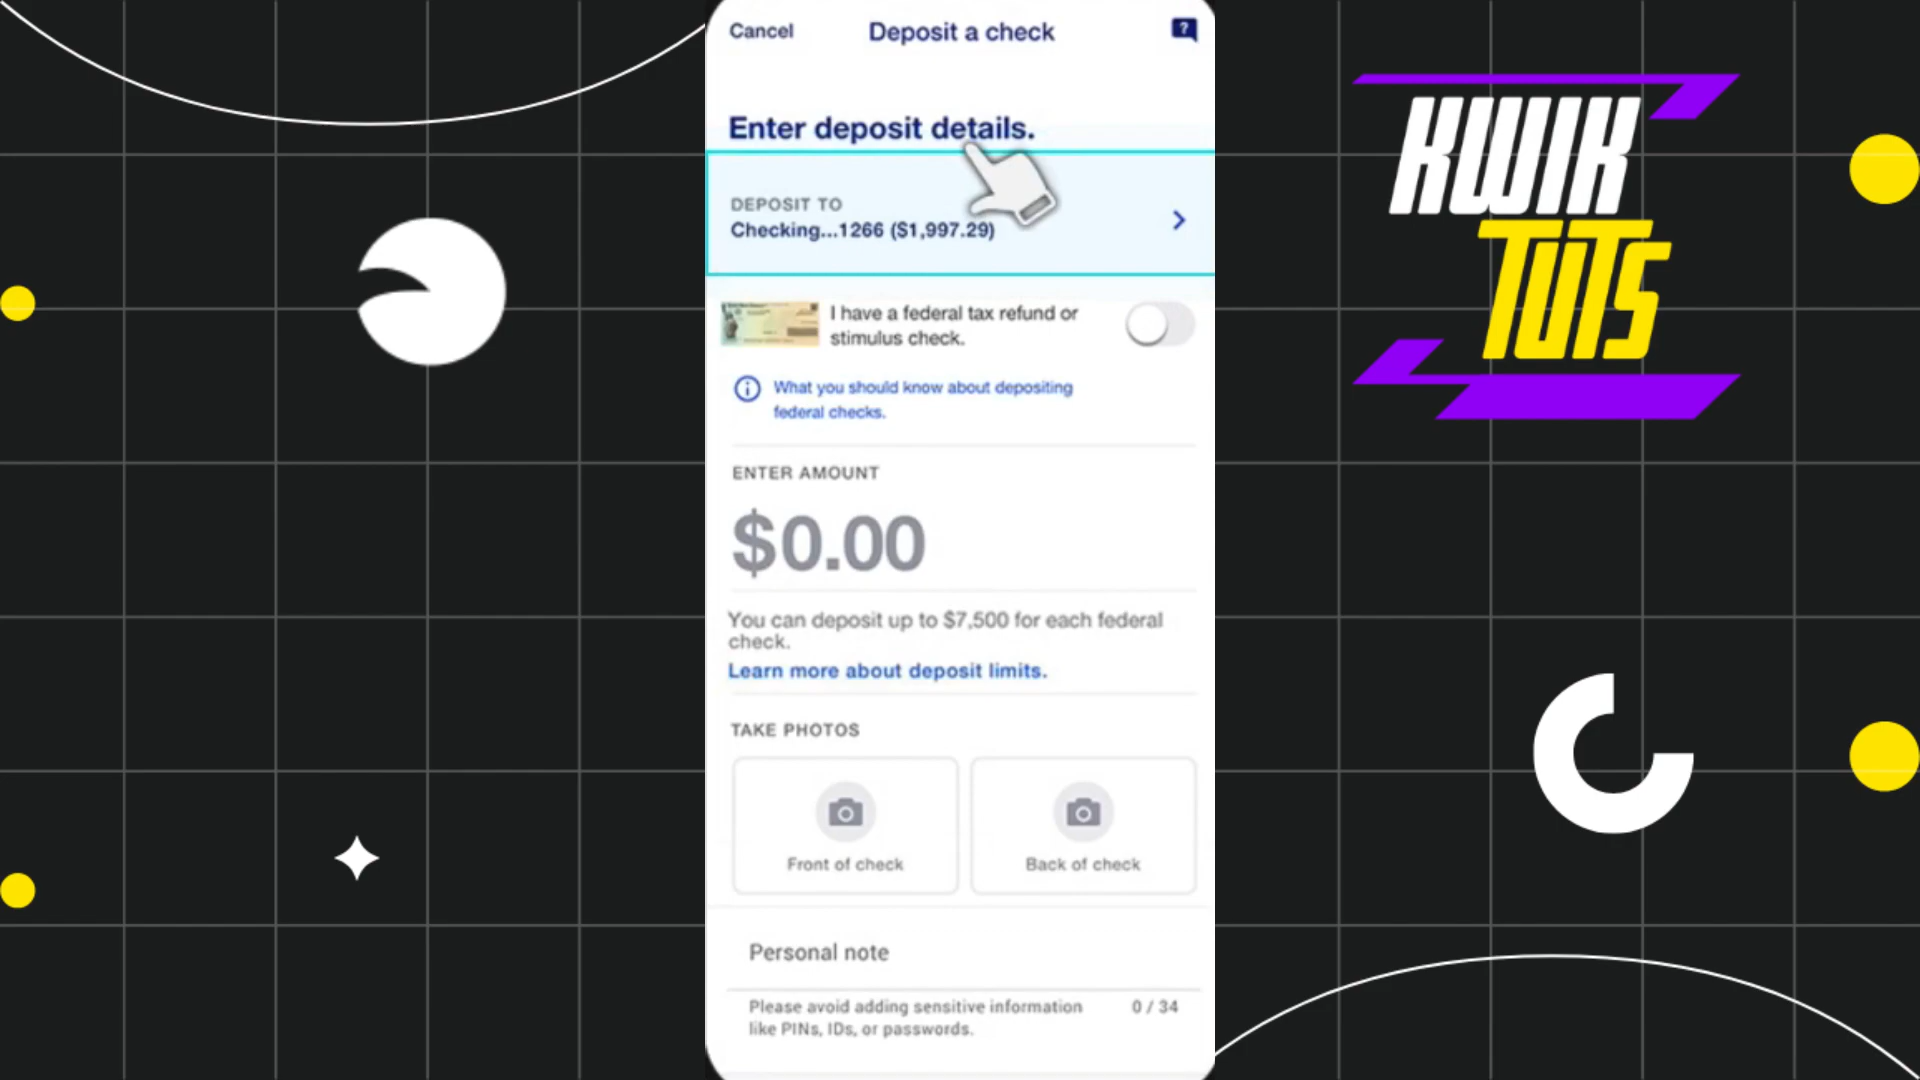 Cancel
Deposit a check
?
Enter deposit details.
DEPOSIT TO
Checking...1266 ($1,997.29)
I have a federal tax refund or
stimulus check.
What you should know about depositing
federal checks.
ENTER AMOUNT
$0.00
You can deposit up to $7,500 for each federal
check.
Learn more about deposit limits.
TAKE PHOTOS
Front of check
Back of check
Personal note
Please avoid adding sensitive information
like PINs, IDs, or passwords.
0 / 34
KWIK
TUTS